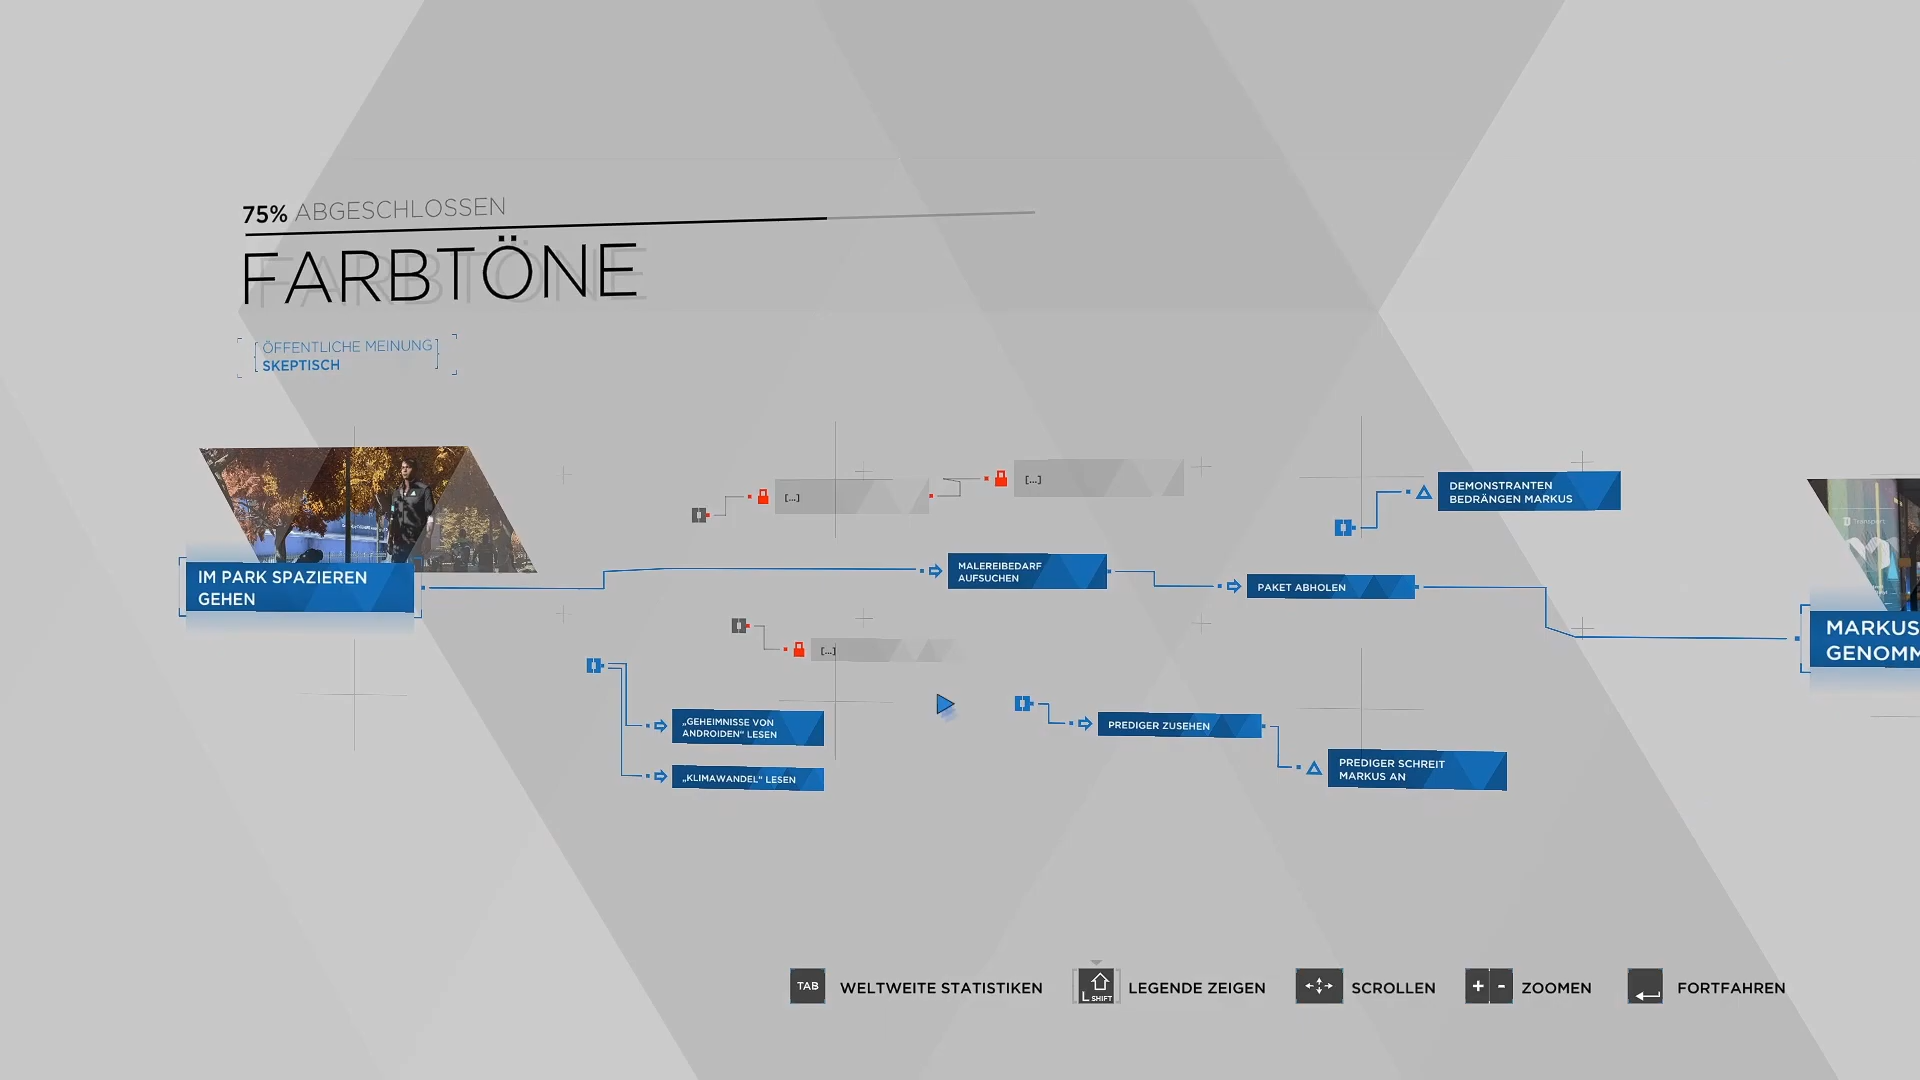 75% ABGESCHLOSSEN
FARBTÖNE
ÖFFENTLICHE MEINUNG
SKEPTISCH
IM PARK SPAZIEREN
GEHEN
[...]
[...]
MALEREIBEDARF
AUFSUCHEN
PAKET ABHOLEN
DEMONSTRANTEN
BEDRÄNGEN MARKUS
MARKUS
GENOMM
[...]
„GEHEIMNISSE VON
ANDROIDEN“ LESEN
„KLIMAWANDEL“ LESEN
PREDIGER ZUSEHEN
PREDIGER SCHREIT
MARKUS AN
TAB WELTWEITE STATISTIKEN
L SHIFT LEGENDE ZEIGEN
SCROLLEN
+ - ZOOMEN
FORTFAHREN